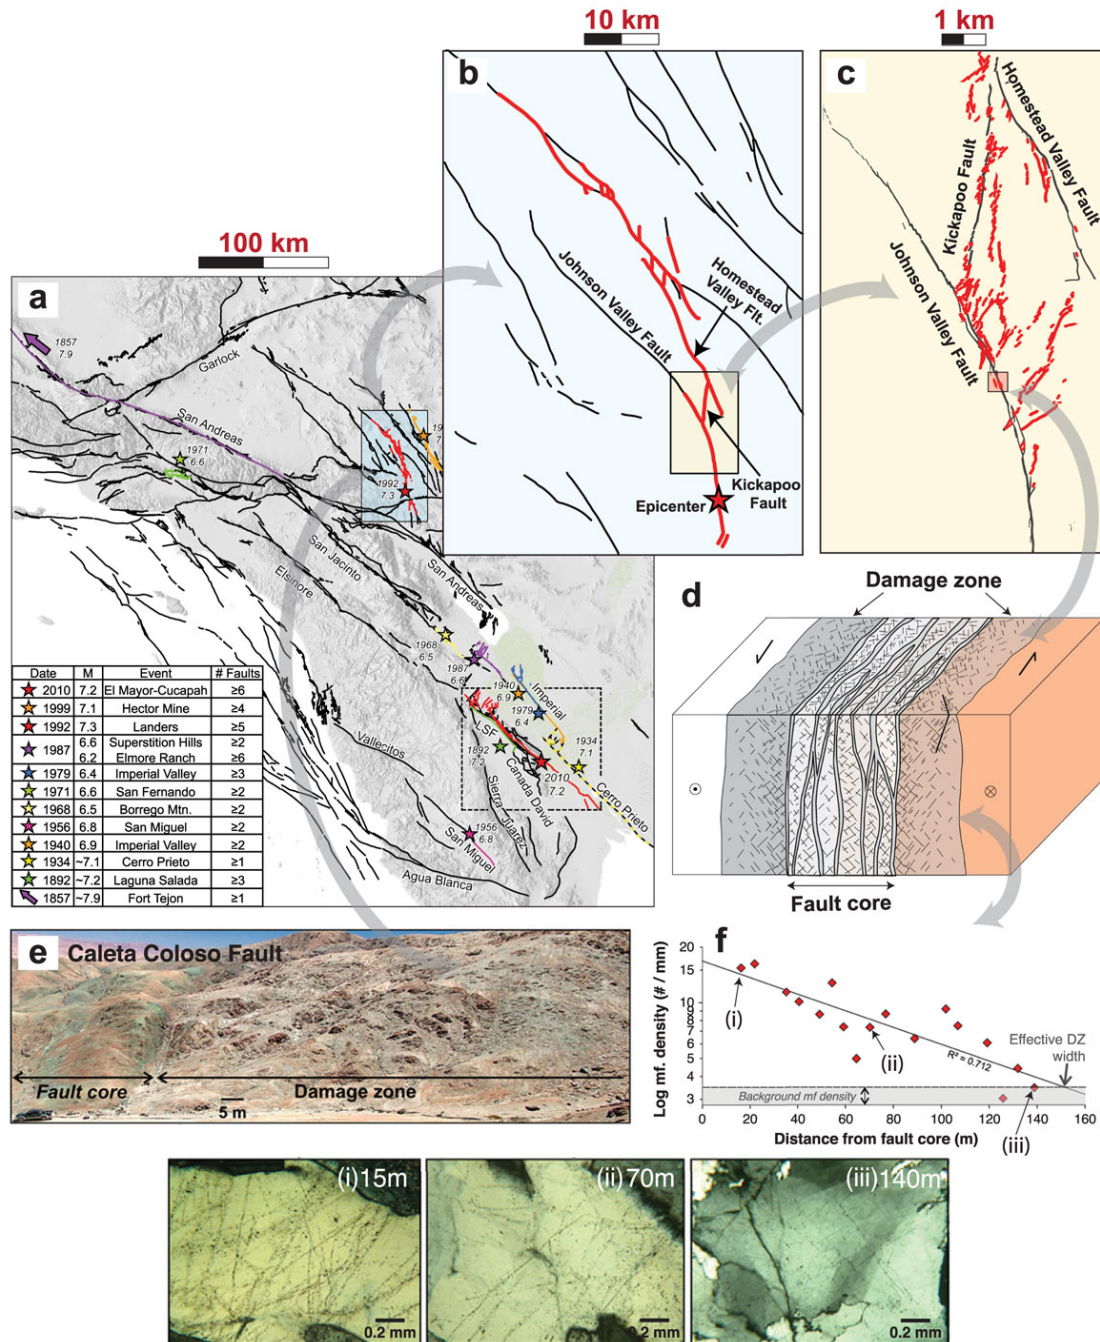 10 km
1 km
b
Johnson Valley Fault
Homestead
Valley Flt.
Kickapoo
Fault
Epicenter
c
Homestead Valley Fault
Kickapoo Fault
Johnson Valley Fault
100 km
a
1857
7.9
Garlock
San Andreas
1971
6.6
1992
7.3
San Jacinto
Elsinore
San Andreas
1968
6.5
1987
6.6
1940
6.9
Imperial
1979
6.4
LSF
1892
7.2
Canada David
1934
7.1
2010
7.2
Cerro Prieto
Vallecitos
Sierra Juarez
1956
6.8
San Miguel
Agua Blanca
Date M Event # Faults
2010 7.2 El Mayor-Cucapah ≥6
1999 7.1 Hector Mine ≥4
1992 7.3 Landers ≥5
1987 6.6 Superstition Hills ≥2
6.2 Elmore Ranch ≥6
1979 6.4 Imperial Valley ≥3
1971 6.6 San Fernando ≥2
1968 6.5 Borrego Mtn. ≥2
1956 6.8 San Miguel ≥2
1940 6.9 Imperial Valley ≥2
1934 ~7.1 Cerro Prieto ≥1
1892 ~7.2 Laguna Salada ≥3
1857 ~7.9 Fort Tejon ≥1
d
Damage zone
Fault core
e Caleta Coloso Fault
Fault core
Damage zone
5 m
f
Log mf. density (# / mm)
20
15
10
9
8
7
6
5
4
3
(i)
(ii)
(iii)
R² = 0.712
Effective DZ
width
Background mf density
0 20 40 60 80 100 120 140 160
Distance from fault core (m)
(i)15m
0.2 mm
(ii)70m
0.2 mm
(iii)140m
0.2 mm